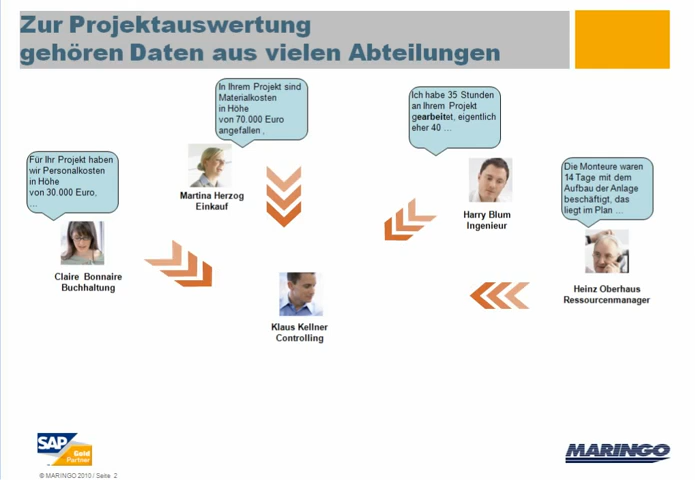 Zur Projektauswertung
gehören Daten aus vielen Abteilungen
In Ihrem Projekt sind
Materialkosten
in Höhe
von 70.000 Euro
angefallen ,
Ich habe 35 Stunden
an Ihrem Projekt
gearbeitet, eigentlich
eher 40 ...
Für Ihr Projekt haben
wir Personalkosten
in Höhe
von 30.000 Euro,
...
Die Monteure waren
14 Tage mit dem
Aufbau der Anlage
beschäftigt, das
liegt im Plan ...
Martina Herzog
Einkauf
Harry Blum
Ingenieur
Claire Bonnaire
Buchhaltung
Heinz Oberhaus
Ressourcenmanager
Klaus Kellner
Controlling
SAP
Gold
Partner
MARINGO
© MARINGO 2010 / Seite 2